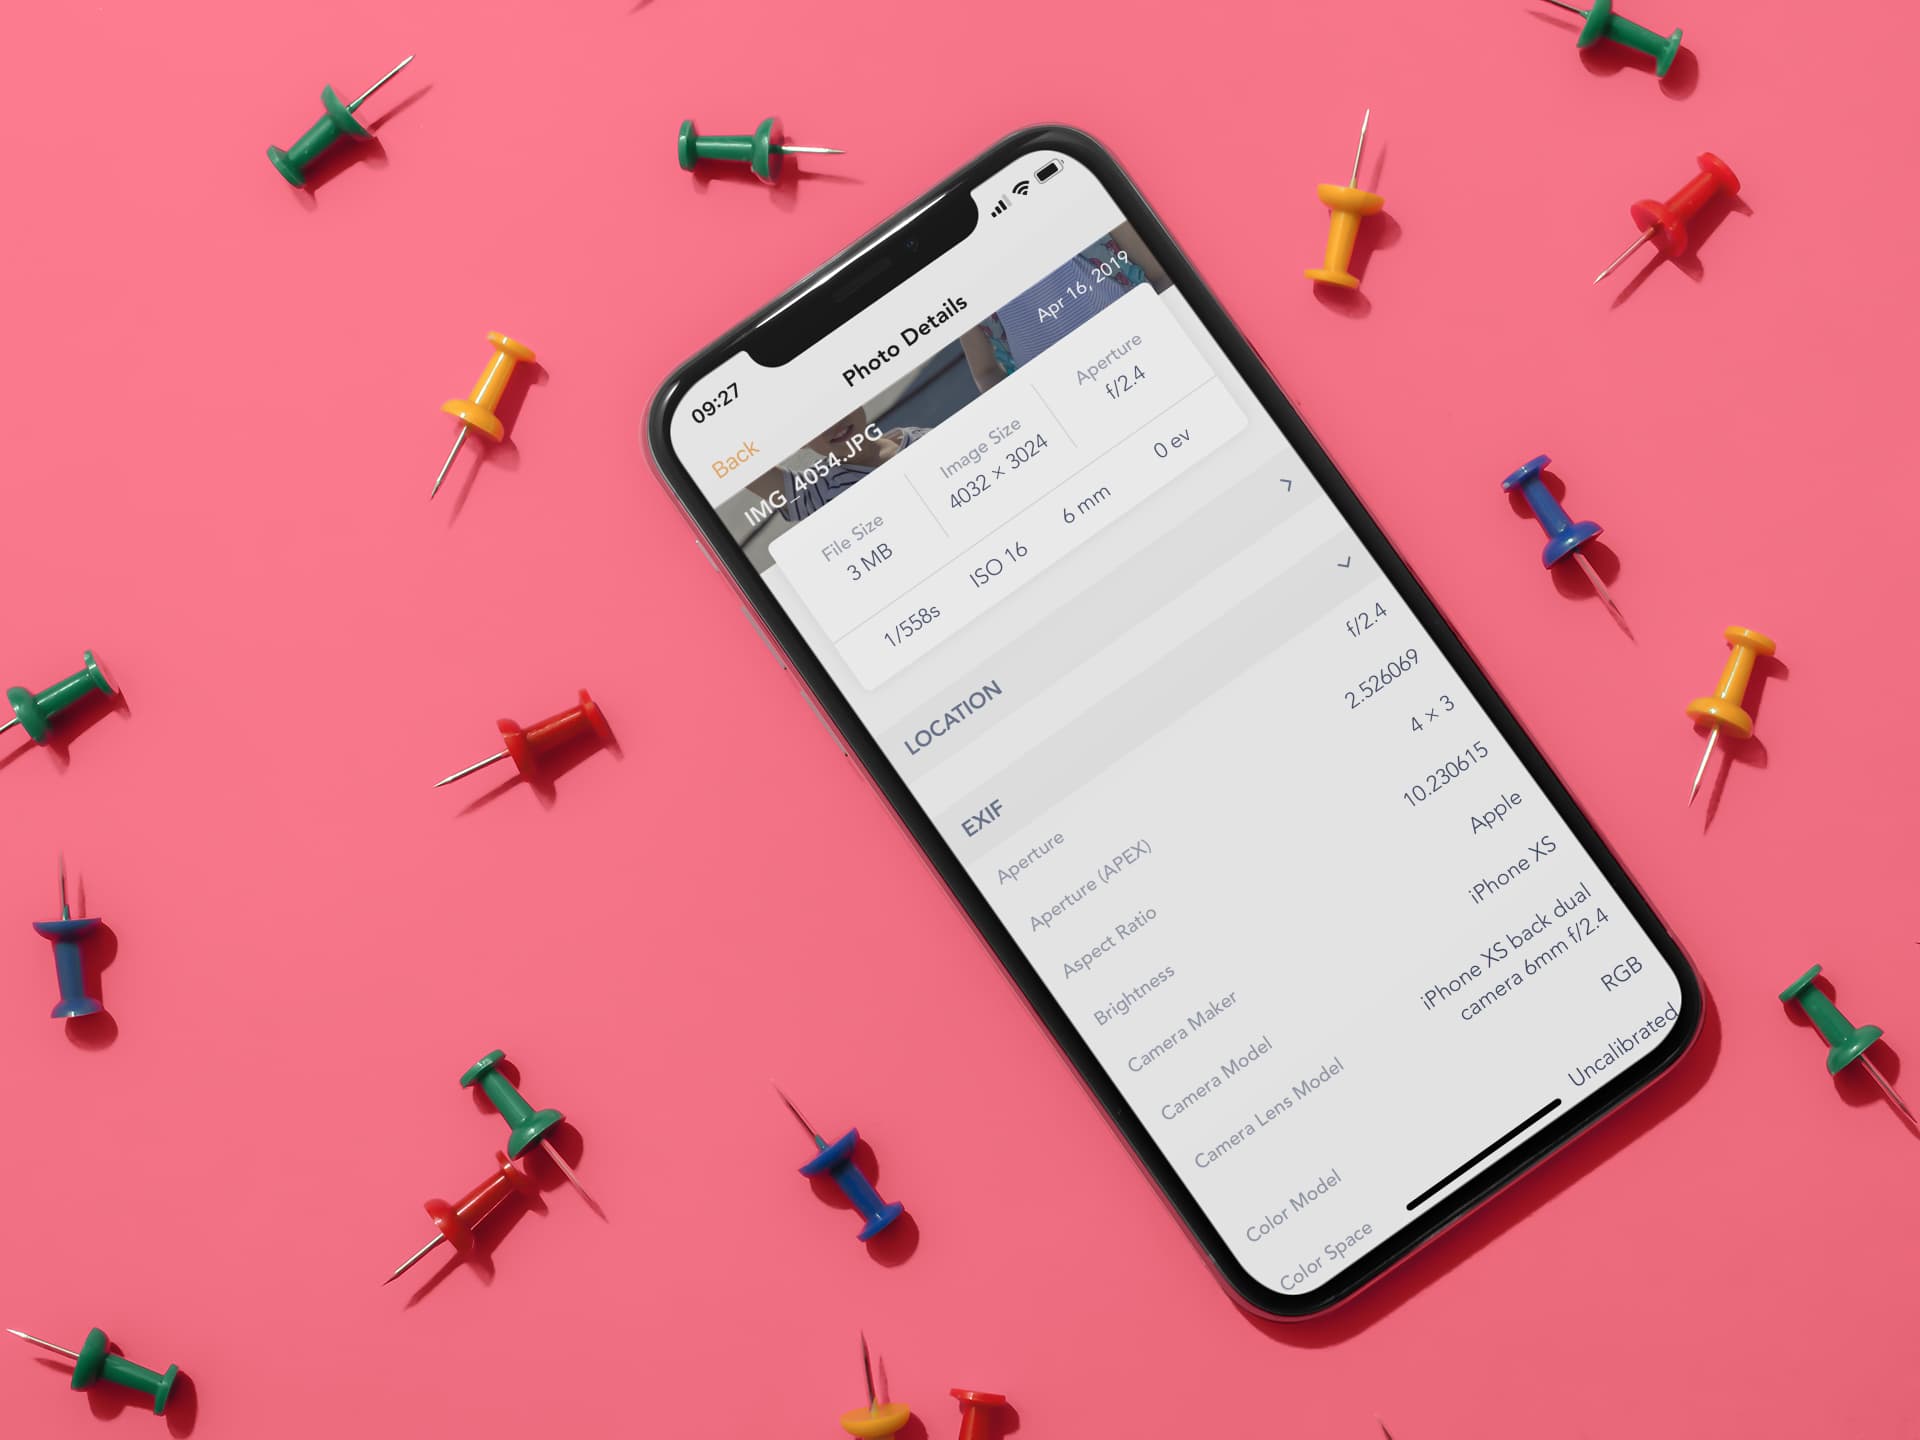 09:27
Back
Photo Details
IMG_4054.JPG
Apr 16, 2019
File Size
3 MB
Image Size
4032 × 3024
Aperture
f/2.4
1/558s
ISO 16
6 mm
0 ev
LOCATION
EXIF
Aperture
f/2.4
Aperture (APEX)
2.526069
Aspect Ratio
4 × 3
Brightness
10.230615
Camera Maker
Apple
Camera Model
iPhone XS
Camera Lens Model
iPhone XS back dual
camera 6mm f/2.4
Color Model
RGB
Color Space
Uncalibrated